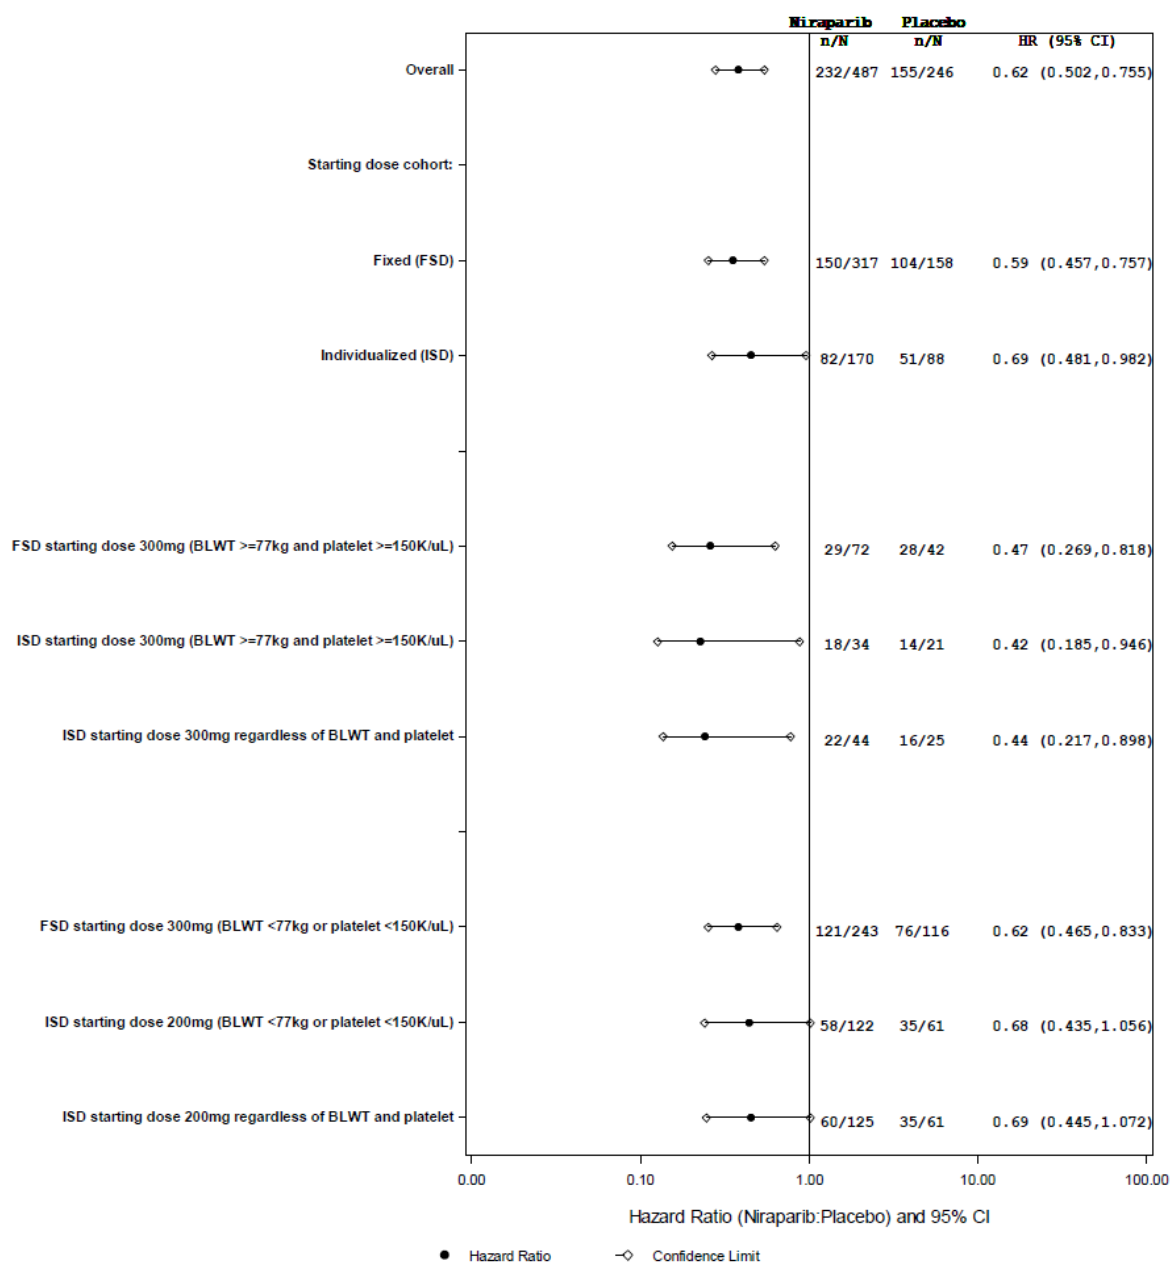 Niraparib Placebo
n/N n/N HR (95% CI)
Overall 232/487 155/246 0.62 (0.502,0.755)
Starting dose cohort:
Fixed (FSD) 150/317 104/158 0.59 (0.457,0.757)
Individualized (ISD) 82/170 51/88 0.69 (0.481,0.982)
FSD starting dose 300mg (BLWT >=77kg and platelet >=150K/uL) 29/72 28/42 0.47 (0.269,0.818)
ISD starting dose 300mg (BLWT >=77kg and platelet >=150K/uL) 18/34 14/21 0.42 (0.185,0.946)
ISD starting dose 300mg regardless of BLWT and platelet 22/44 16/25 0.44 (0.217,0.898)
FSD starting dose 300mg (BLWT <77kg or platelet <150K/uL) 121/243 76/116 0.62 (0.465,0.833)
ISD starting dose 200mg (BLWT <77kg or platelet <150K/uL) 58/122 35/61 0.68 (0.435,1.056)
ISD starting dose 200mg regardless of BLWT and platelet 60/125 35/61 0.69 (0.445,1.072)
0.00 0.10 1.00 10.00 100.00
Hazard Ratio (Niraparib:Placebo) and 95% CI
Hazard Ratio Confidence Limit